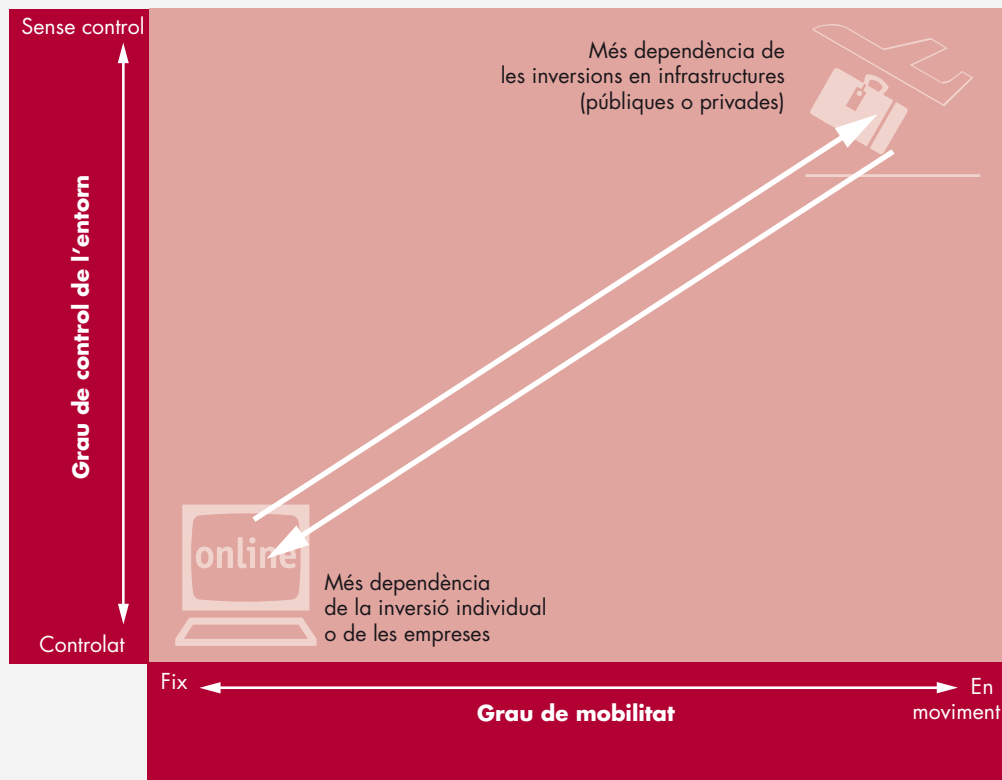 Sense control
Més dependència de
les inversions en infrastructures
(públiques o privades)
Grau de control de l’entorn
online
Més dependència
de la inversió individual
o de les empreses
Controlat
Fix
En
moviment
Grau de mobilitat